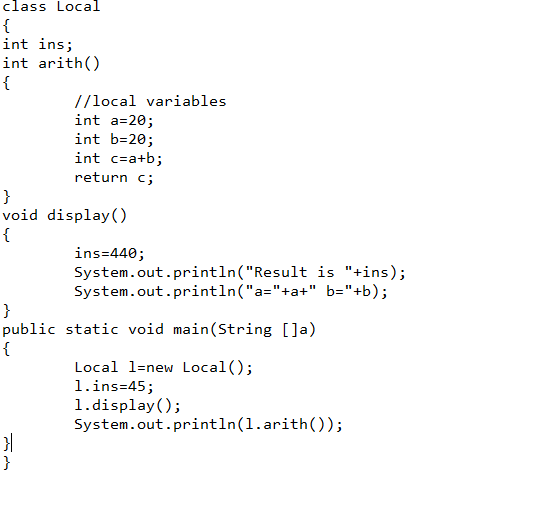 class Local
{
int ins;
int arith()
{
        //local variables
        int a=20;
        int b=20;
        int c=a+b;
        return c;
}
void display()
{
        ins=440;
        System.out.println("Result is "+ins);
        System.out.println("a="+a+" b="+b);
}
public static void main(String []a)
{
        Local l=new Local();
        l.ins=45;
        l.display();
        System.out.println(l.arith());
}
}